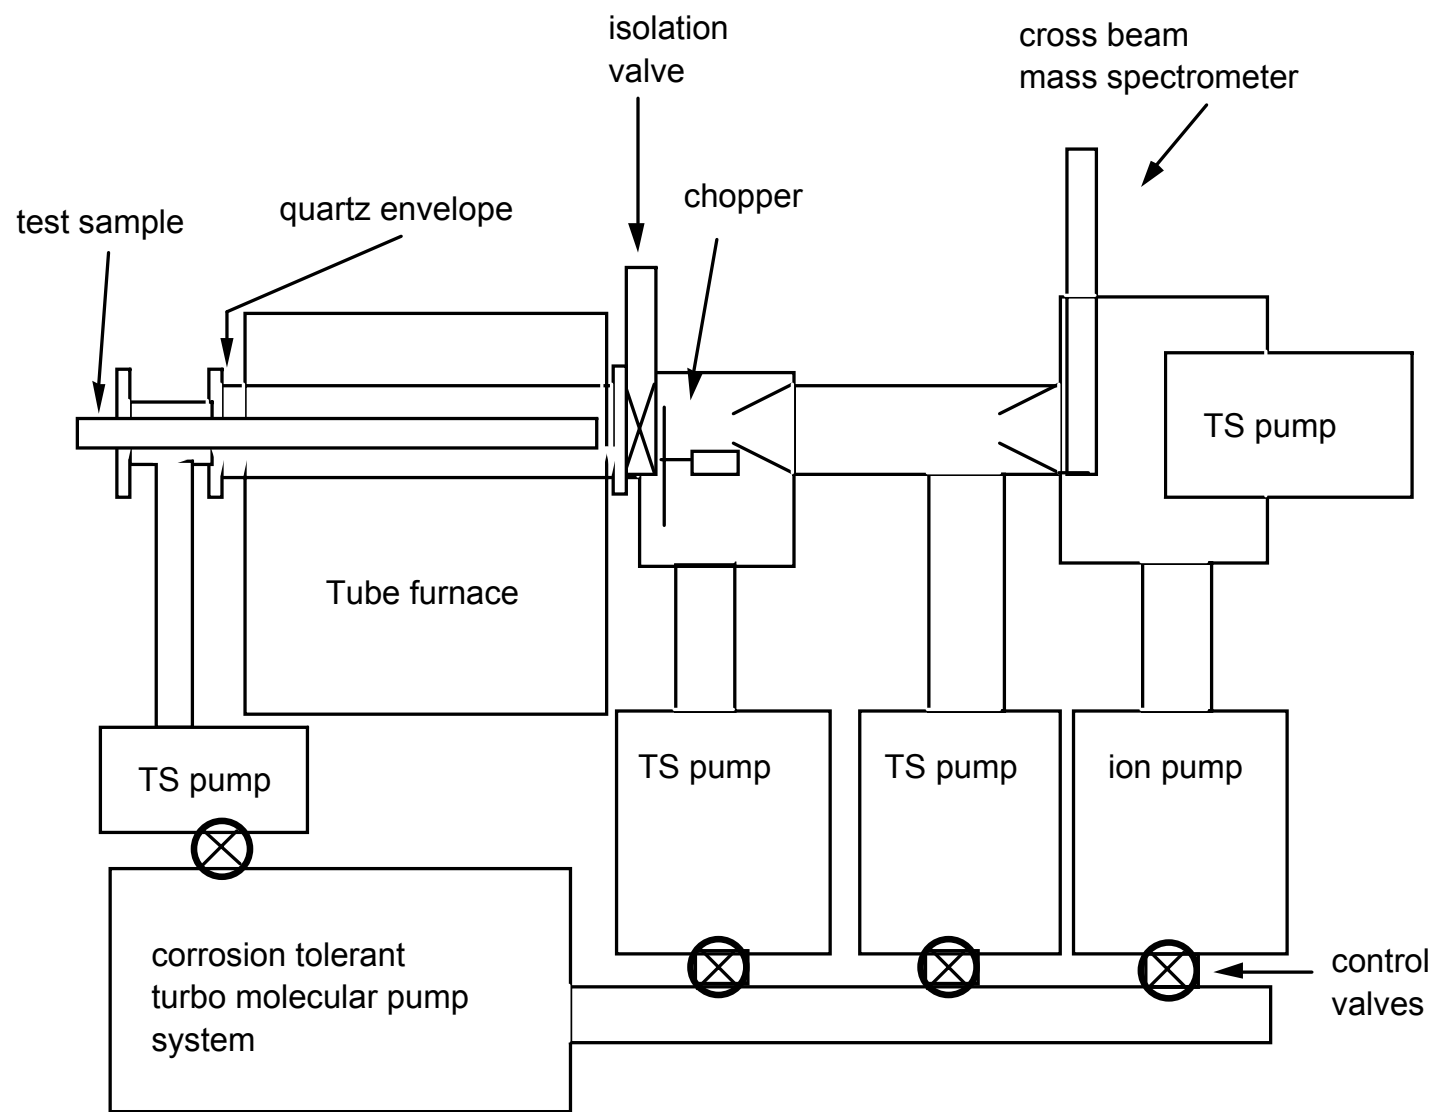 isolation
valve
cross beam
mass spectrometer
chopper
quartz envelope
test sample
TS pump
Tube furnace
TS pump
TS pump
TS pump
ion pump
corrosion tolerant
turbo molecular pump
system
control
valves